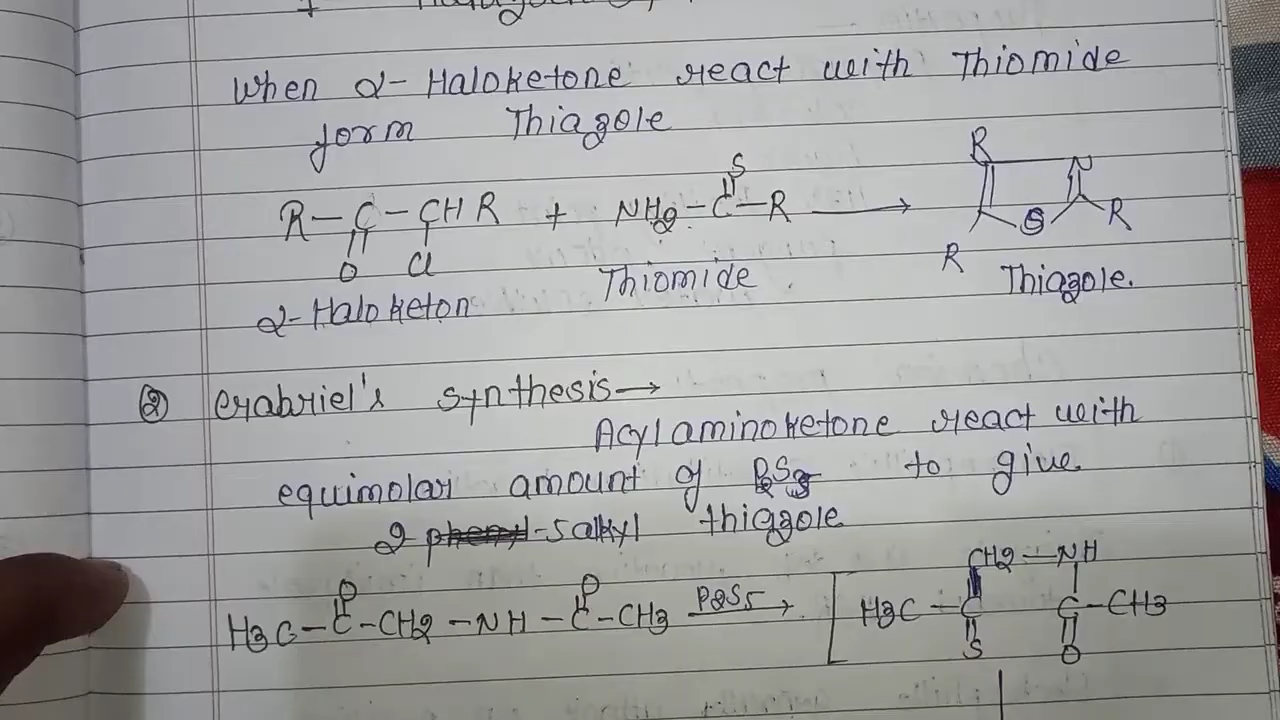 When α- Haloketone react with Thiomide
form Thiazole
R-C-CHR + NH2-C-R →
O Cl
S
R N
R S R
α-Haloketon Thiomide Thiazole.
② Gabriel's synthesis→
Acylaminoketone react with
equimolar amount of P2S5 to give
2 -5alkyl thiazole
O O
H3C-C-CH2-NH-C-CH3 P2S5→
CH2-NH
H3C-C C-CH3
S O